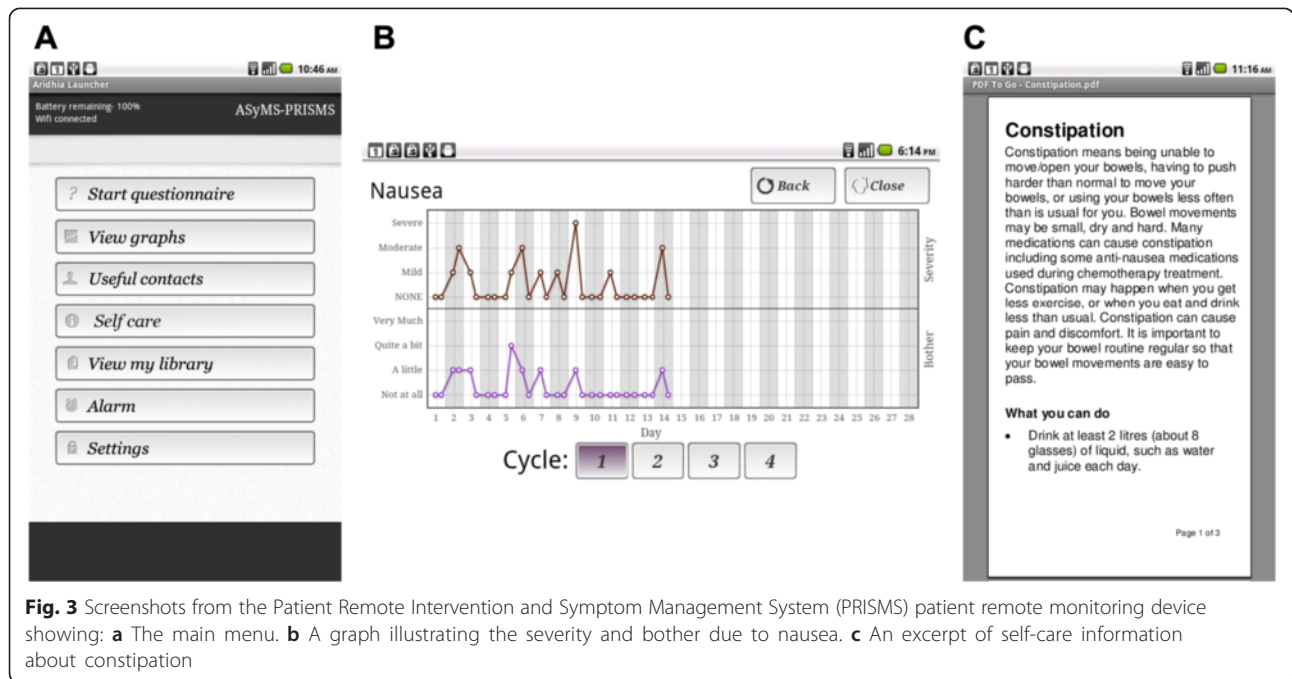 A
10:46 AM
Aridhia Launcher
Battery remaining- 100%
Wifi connected
ASyMS-PRISMS
? Start questionnaire
View graphs
Useful contacts
Self care
View my library
Alarm
Settings
B
6:14 PM
Nausea
Back
Close
Severe
Moderate
Mild
NONE
Severity
Very Much
Quite a bit
A little
Not at all
Bother
1 2 3 4 5 6 7 8 9 10 11 12 13 14 15 16 17 18 19 20 21 22 23 24 25 26 27 28
Day
Cycle: 1 2 3 4
C
11:16 AM
PDF To Go - Constipation.pdf
Constipation
Constipation means being unable to
move/open your bowels, having to push
harder than normal to move your
bowels, or using your bowels less often
than is usual for you. Bowel movements
may be small, dry and hard. Many
medications can cause constipation
including some anti-nausea medications
used during chemotherapy treatment.
Constipation may happen when you get
less exercise, or when you eat and drink
less than usual. Constipation can cause
pain and discomfort. It is important to
keep your bowel routine regular so that
your bowel movements are easy to
pass.
What you can do
• Drink at least 2 litres (about 8
glasses) of liquid, such as water
and juice each day.
Page 1 of 3
Fig. 3 Screenshots from the Patient Remote Intervention and Symptom Management System (PRISMS) patient remote monitoring device
showing: a The main menu. b A graph illustrating the severity and bother due to nausea. c An excerpt of self-care information
about constipation